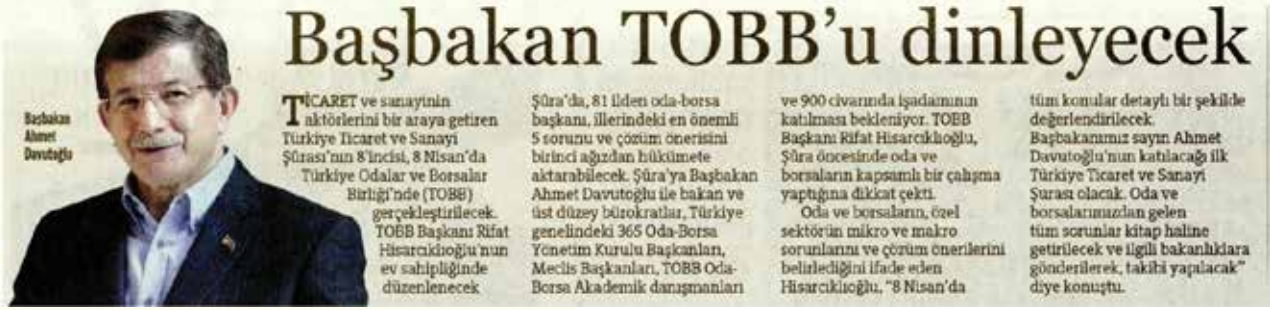 Başbakan TOBB'u dinleyecek
Başbakan
Ahmet
Davutoğlu
TİCARET ve sanayinin
aktörlerini bir araya getiren
Türkiye Ticaret ve Sanayi
Şûrası'nın 8'incisi, 8 Nisan'da
Türkiye Odalar ve Borsalar
Birliği'nde (TOBB)
gerçekleştirilecek.
TOBB Başkanı Rifat
Hisarcıklıoğlu'nun
ev sahipliğinde
düzenlenecek
Şûra'da, 81 ilden oda-borsa
başkanı, illerindeki en önemli
5 sorunu ve çözüm önerisini
birinci ağızdan hükümete
aktarabilecek. Şûra'ya Başbakan
Ahmet Davutoğlu ile bakan ve
üst düzey bürokratlar, Türkiye
genelindeki 365 Oda-Borsa
Yönetim Kurulu Başkanları,
Meclis Başkanları, TOBB Oda-
Borsa Akademik danışmanları
ve 900 civarında işadamının
katılması bekleniyor. TOBB
Başkanı Rifat Hisarcıklıoğlu,
Şûra öncesinde oda ve
borsaların kapsamlı bir çalışma
yaptığına dikkat çekti.
Oda ve borsaların, özel
sektörün mikro ve makro
sorunlarını ve çözüm önerilerini
belirlediğini ifade eden
Hisarcıklıoğlu, "8 Nisan'da
tüm konular detaylı bir şekilde
değerlendirilecek.
Başbakanımız sayın Ahmet
Davutoğlu'nun katılacağı ilk
Türkiye Ticaret ve Sanayi
Şurası olacak. Oda ve
borsalarımızdan gelen
tüm sorunlar kitap haline
getirilecek ve ilgili bakanlıklara
gönderilerek, takibi yapılacak"
diye konuştu.